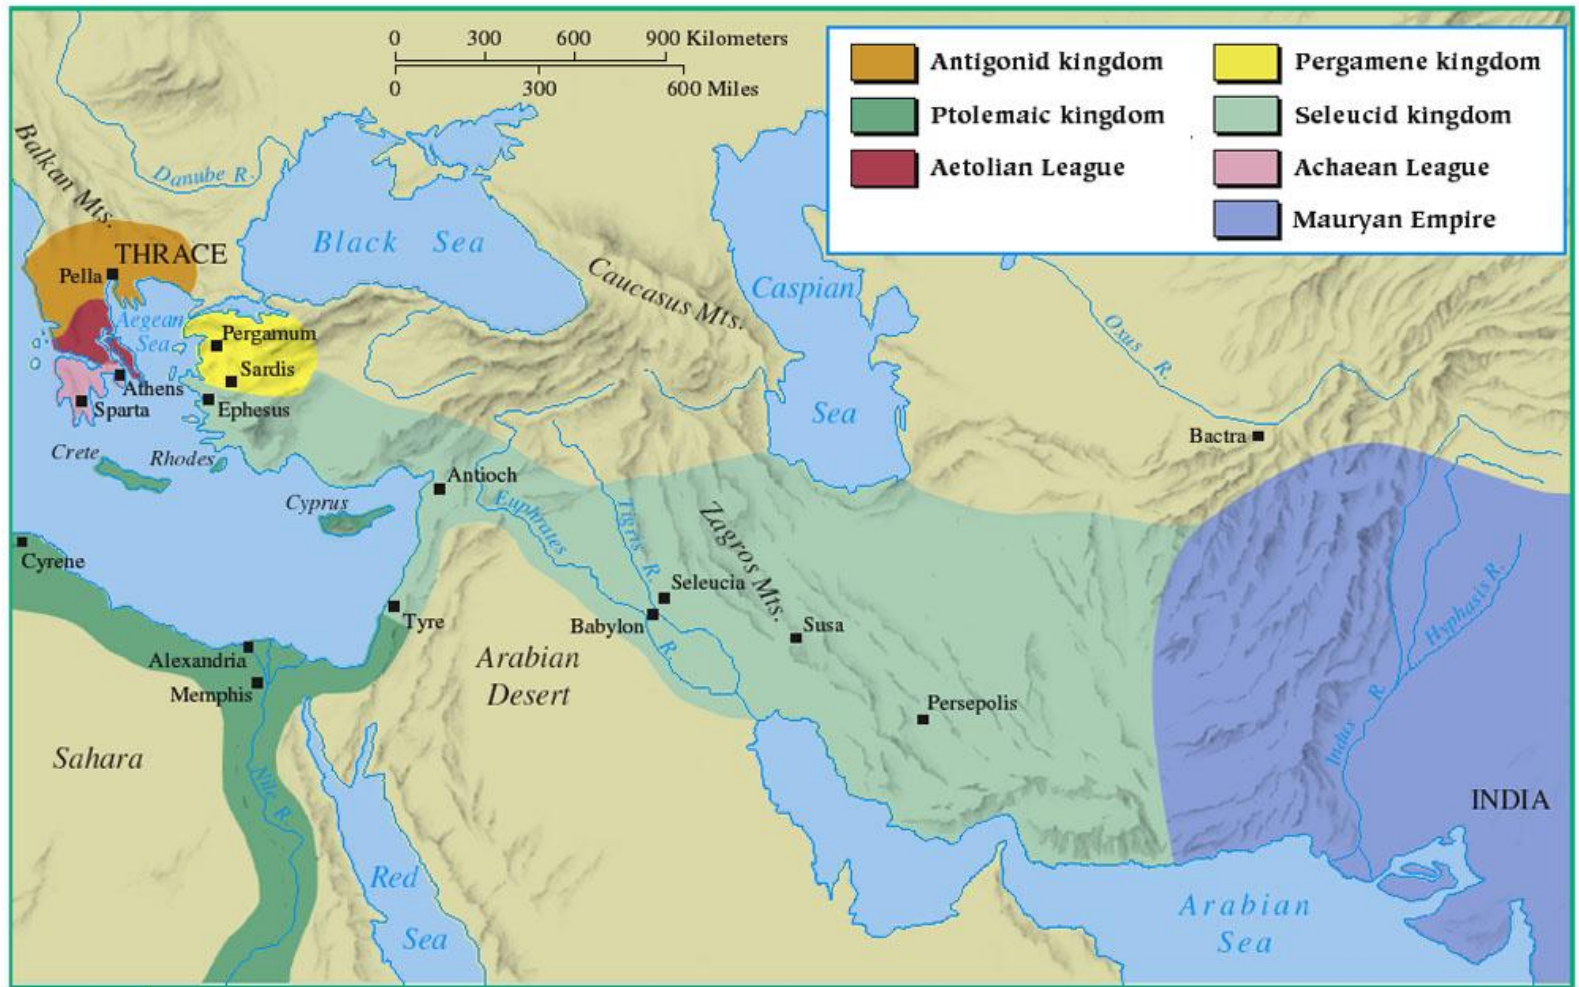 0 300 600 900 Kilometers
0 300 600 Miles
Antigonid kingdom
Ptolemaic kingdom
Aetolian League
Pergamene kingdom
Seleucid kingdom
Achaean League
Mauryan Empire
Balkan Mts.
Danube R.
THRACE
Pella
Black Sea
Caucasus Mts.
Caspian
Sea
Oxus R.
Aegean
Sea
Pergamum
Sardis
Athens
Sparta
Ephesus
Crete
Rhodes
Cyprus
Antioch
Bactra
Euphrates
R.
Tigris R.
Zagros Mts.
Cyrene
Seleucia
Babylon
Susa
Tyre
Alexandria
Memphis
Arabian
Desert
Persepolis
Hyphasis R.
Indus R.
Sahara
Nile R.
INDIA
Red
Sea
Arabian
Sea